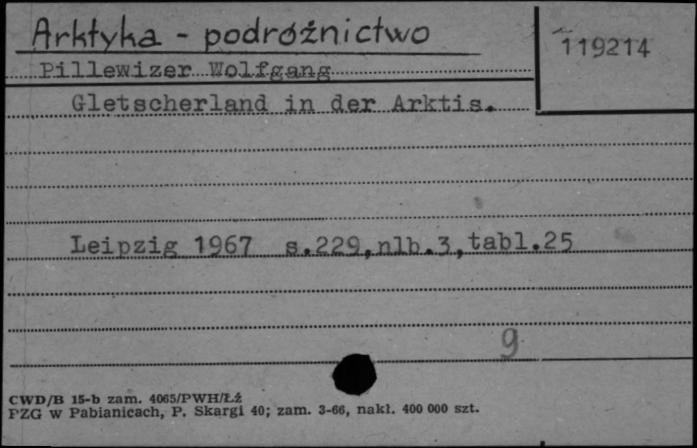 Arktyka - podróżnictwo
119214
Pillewizer Wolfgang
Gletscherland in der Arktis.
Leipzig 1967 s.229,nlb.3,tabl.25
9
CWD/B 15-b zam. 4065/PWH/Łź
PZG w Pabianicach, P. Skargi 40; zam. 3-66, nakł. 400 000 szt.